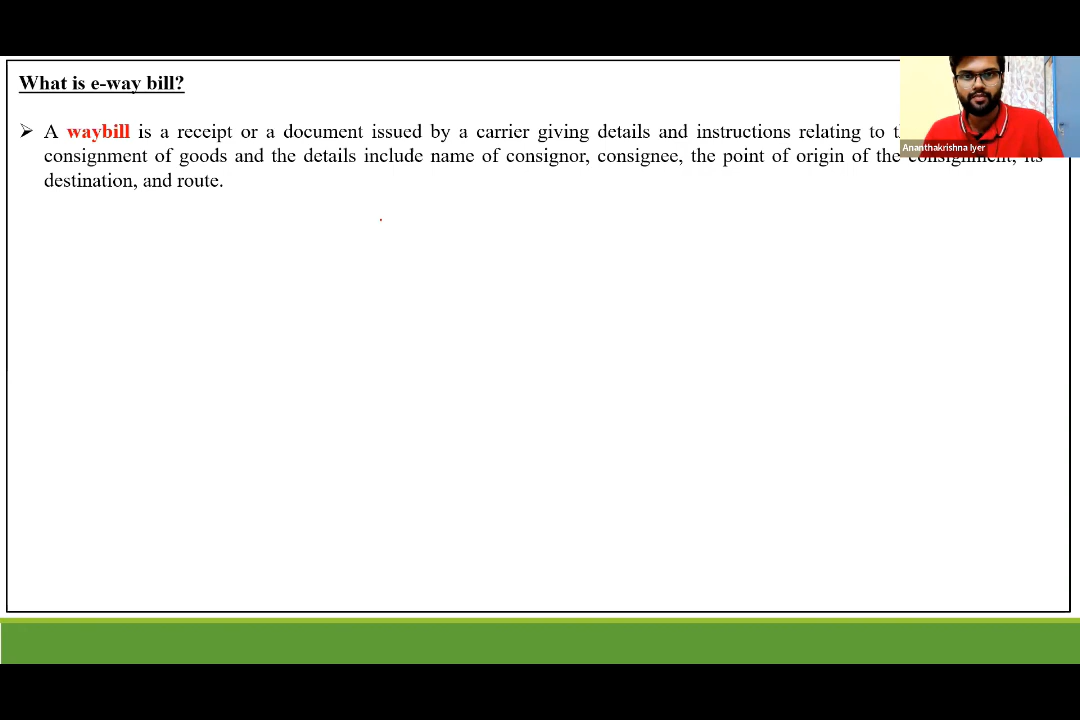 What is e-way bill?
➢ A waybill is a receipt or a document issued by a carrier giving details and instructions relating to
consignment of goods and the details include name of consignor, consignee, the point of origin of the consignment, its
destination, and route.
Ananthakrishna Iyer